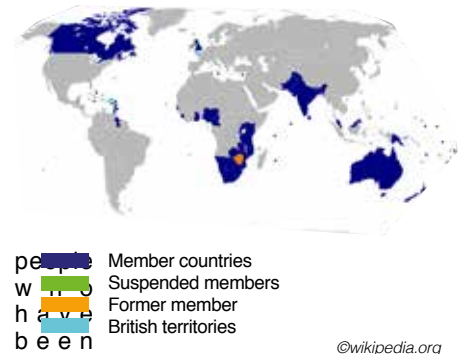 people
who
have
been
Member countries
Suspended members
Former member
British territories
©wikipedia.org